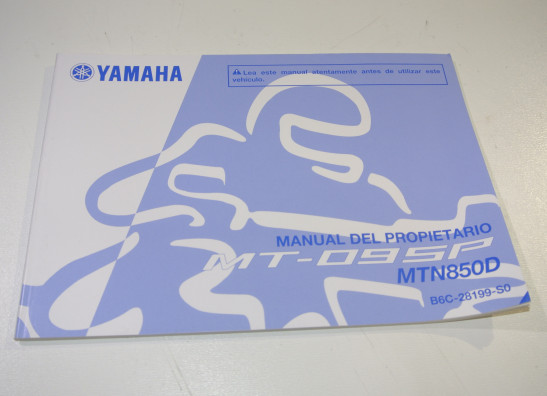 YAMAHA
⚠ Lea este manual atentamente antes de utilizar este
vehículo.
MANUAL DEL PROPIETARIO
MT-09SP
MTN850D
B6C-28199-S0